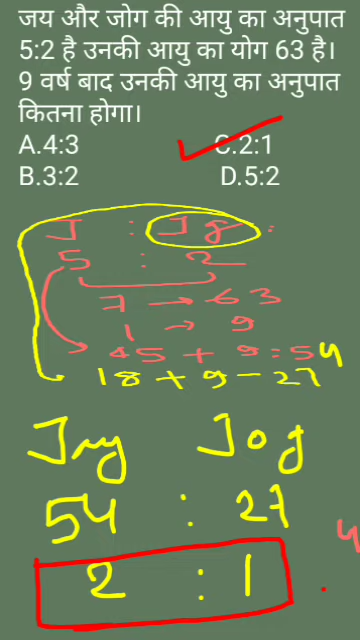 जय और जोग की आयु का अनुपात
5:2 है उनकी आयु का योग 63 है।
9 वर्ष बाद उनकी आयु का अनुपात
कितना होगा।
A.4:3 C.2:1
B.3:2 D.5:2
J : Jg
5 : 2
7 → 63
1 → 9
45 + 9 = 54
18 + 9 - 27
Jay Jog
54 : 27
4
2 : 1